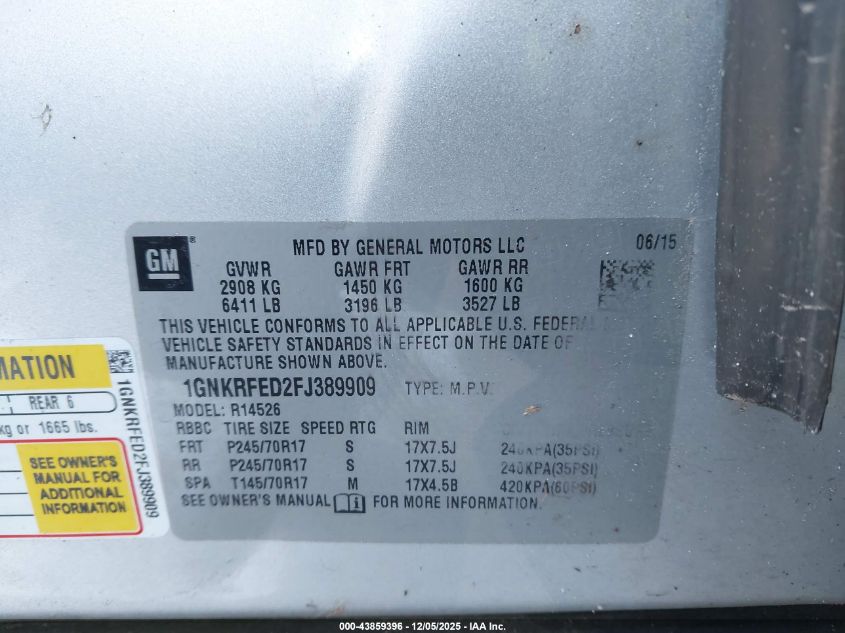 GM
®
MFD BY GENERAL MOTORS LLC 06/15
GVWR GAWR FRT GAWR RR
2908 KG 1450 KG 1600 KG
6411 LB 3196 LB 3527 LB
THIS VEHICLE CONFORMS TO ALL APPLICABLE U.S. FEDERAL
VEHICLE SAFETY STANDARDS IN EFFECT ON THE DATE OF
MANUFACTURE SHOWN ABOVE.
1GNKRFED2FJ389909 TYPE: M.P.V.
MODEL: R14526
RBBC TIRE SIZE SPEED RTG RIM
FRT P245/70R17 S 17X7.5J 240KPA(35PSI)
RR P245/70R17 S 17X7.5J 240KPA(35PSI)
SPA T145/70R17 M 17X4.5B 420KPA(60PSI)
SEE OWNER'S MANUAL FOR MORE INFORMATION.
MATION
REAR 6
kg or 1665 lbs.
SEE OWNER'S
MANUAL FOR
ADDITIONAL
INFORMATION
1GNKRFED2FJ389909
000-43859396 - 12/05/2025 - IAA Inc.